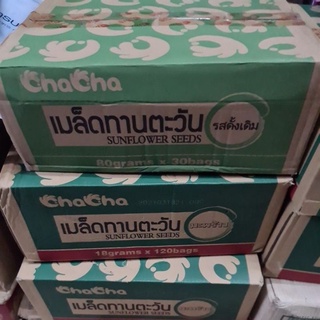 ChaCha
เมล็ดทานตะวัน
รสดั้งเดิม
SUNFLOWER SEEDS
80grams x 30bags
ChaCha
เมล็ดทานตะวัน
SUNFLOWER SEEDS
18grams x 120bags
ChaCha
เมล็ดทานตะวัน
SUNFLOWER SEEDS